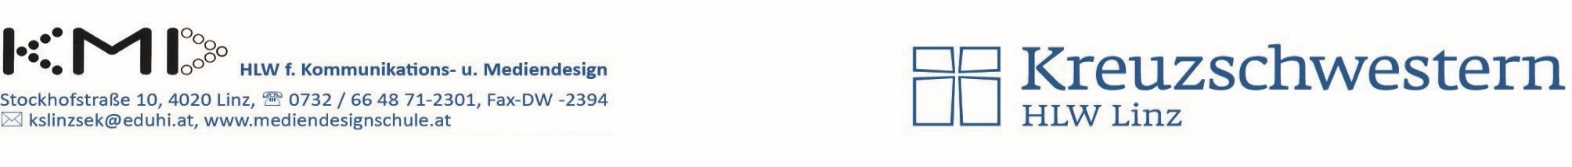 KMD HLW f. Kommunikations- u. Mediendesign
Stockhofstraße 10, 4020 Linz, ☏ 0732 / 66 48 71-2301, Fax-DW -2394
✉ kslinzsek@eduhi.at, www.mediendesignschule.at
Kreuzschwestern
HLW Linz